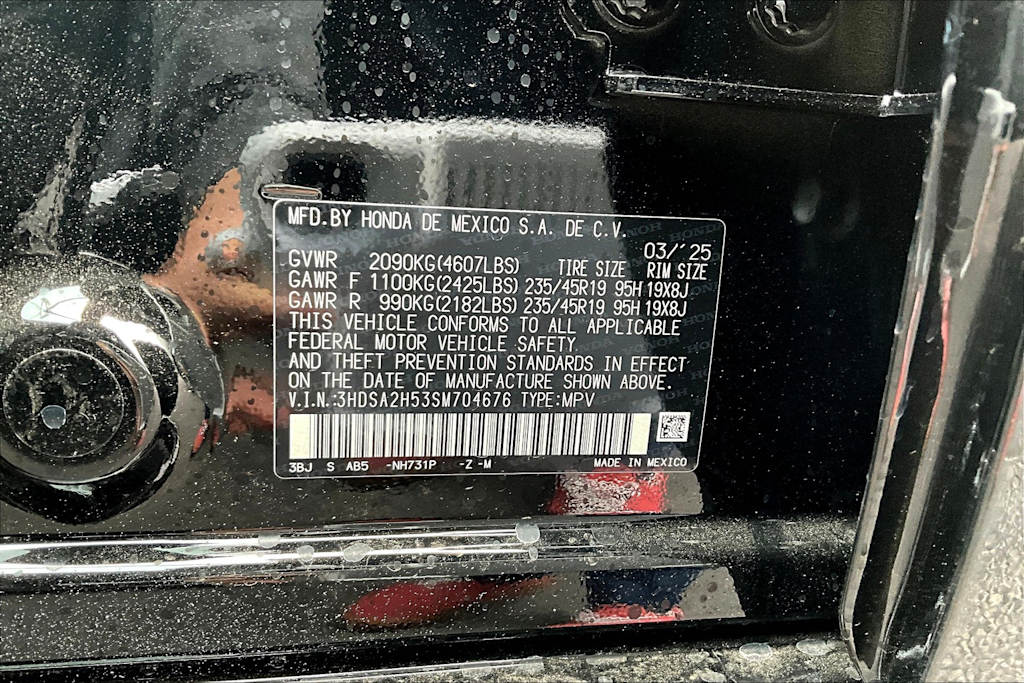 MFD.BY HONDA DE MEXICO S.A. DE C.V.
03/'25
GVWR 2090KG(4607LBS) TIRE SIZE RIM SIZE
GAWR F 1100KG(2425LBS) 235/45R19 95H 19X8J
GAWR R 990KG(2182LBS) 235/45R19 95H 19X8J
THIS VEHICLE CONFORMS TO ALL APPLICABLE
FEDERAL MOTOR VEHICLE SAFETY
AND THEFT PREVENTION STANDARDS IN EFFECT
ON THE DATE OF MANUFACTURE SHOWN ABOVE.
V.I.N.:3HDSA2H53SM704676 TYPE:MPV
3BJ S AB5 -NH731P -Z -M MADE IN MEXICO